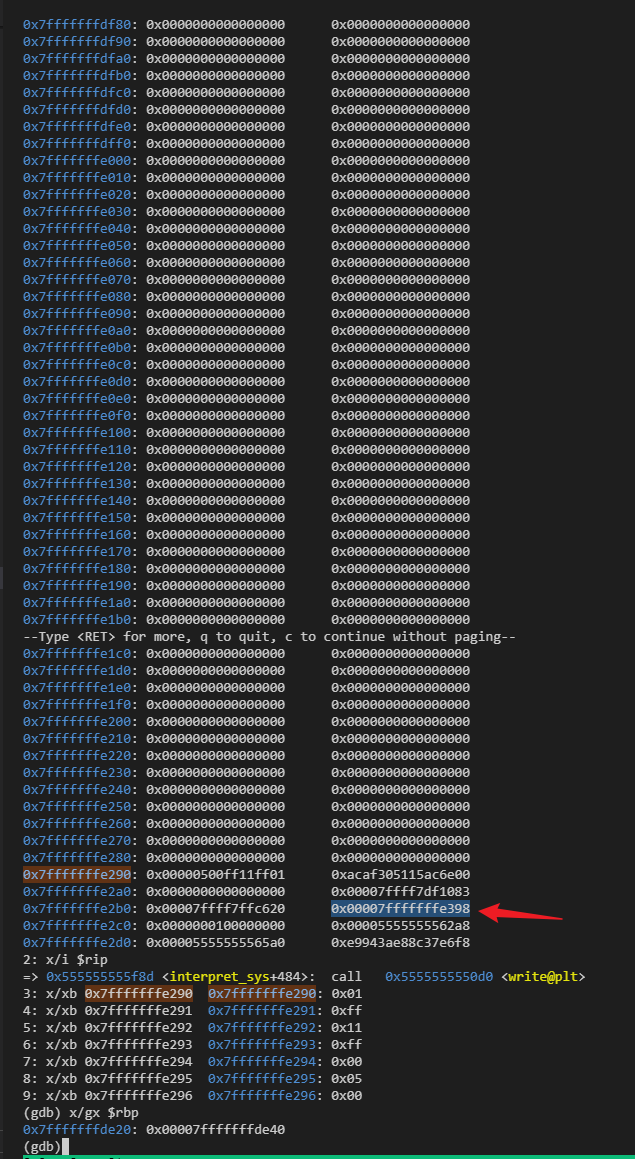 0x7fffffffdf80: 0x0000000000000000 0x0000000000000000
0x7fffffffdf90: 0x0000000000000000 0x0000000000000000
0x7fffffffdfa0: 0x0000000000000000 0x0000000000000000
0x7fffffffdfb0: 0x0000000000000000 0x0000000000000000
0x7fffffffdfc0: 0x0000000000000000 0x0000000000000000
0x7fffffffdfd0: 0x0000000000000000 0x0000000000000000
0x7fffffffdfe0: 0x0000000000000000 0x0000000000000000
0x7fffffffdff0: 0x0000000000000000 0x0000000000000000
0x7fffffffe000: 0x0000000000000000 0x0000000000000000
0x7fffffffe010: 0x0000000000000000 0x0000000000000000
0x7fffffffe020: 0x0000000000000000 0x0000000000000000
0x7fffffffe030: 0x0000000000000000 0x0000000000000000
0x7fffffffe040: 0x0000000000000000 0x0000000000000000
0x7fffffffe050: 0x0000000000000000 0x0000000000000000
0x7fffffffe060: 0x0000000000000000 0x0000000000000000
0x7fffffffe070: 0x0000000000000000 0x0000000000000000
0x7fffffffe080: 0x0000000000000000 0x0000000000000000
0x7fffffffe090: 0x0000000000000000 0x0000000000000000
0x7fffffffe0a0: 0x0000000000000000 0x0000000000000000
0x7fffffffe0b0: 0x0000000000000000 0x0000000000000000
0x7fffffffe0c0: 0x0000000000000000 0x0000000000000000
0x7fffffffe0d0: 0x0000000000000000 0x0000000000000000
0x7fffffffe0e0: 0x0000000000000000 0x0000000000000000
0x7fffffffe0f0: 0x0000000000000000 0x0000000000000000
0x7fffffffe100: 0x0000000000000000 0x0000000000000000
0x7fffffffe110: 0x0000000000000000 0x0000000000000000
0x7fffffffe120: 0x0000000000000000 0x0000000000000000
0x7fffffffe130: 0x0000000000000000 0x0000000000000000
0x7fffffffe140: 0x0000000000000000 0x0000000000000000
0x7fffffffe150: 0x0000000000000000 0x0000000000000000
0x7fffffffe160: 0x0000000000000000 0x0000000000000000
0x7fffffffe170: 0x0000000000000000 0x0000000000000000
0x7fffffffe180: 0x0000000000000000 0x0000000000000000
0x7fffffffe190: 0x0000000000000000 0x0000000000000000
0x7fffffffe1a0: 0x0000000000000000 0x0000000000000000
0x7fffffffe1b0: 0x0000000000000000 0x0000000000000000
--Type <RET> for more, q to quit, c to continue without paging--
0x7fffffffe1c0: 0x0000000000000000 0x0000000000000000
0x7fffffffe1d0: 0x0000000000000000 0x0000000000000000
0x7fffffffe1e0: 0x0000000000000000 0x0000000000000000
0x7fffffffe1f0: 0x0000000000000000 0x0000000000000000
0x7fffffffe200: 0x0000000000000000 0x0000000000000000
0x7fffffffe210: 0x0000000000000000 0x0000000000000000
0x7fffffffe220: 0x0000000000000000 0x0000000000000000
0x7fffffffe230: 0x0000000000000000 0x0000000000000000
0x7fffffffe240: 0x0000000000000000 0x0000000000000000
0x7fffffffe250: 0x0000000000000000 0x0000000000000000
0x7fffffffe260: 0x0000000000000000 0x0000000000000000
0x7fffffffe270: 0x0000000000000000 0x0000000000000000
0x7fffffffe280: 0x0000000000000000 0x0000000000000000
0x7fffffffe290: 0x00000500ff11ff01 0xacaf305115ac6e00
0x7fffffffe2a0: 0x0000000000000000 0x00007ffff7df1083
0x7fffffffe2b0: 0x00007ffff7ffc620 0x00007fffffffe398
0x7fffffffe2c0: 0x0000000100000000 0x00005555555562a8
0x7fffffffe2d0: 0x00005555555565a0 0xe9943ae88c37e6f8
2: x/i $rip
=> 0x555555555f8d <interpret_sys+484>: call 0x5555555550d0 <write@plt>
3: x/xb 0x7fffffffe290 0x7fffffffe290: 0x01
4: x/xb 0x7fffffffe291 0x7fffffffe291: 0xff
5: x/xb 0x7fffffffe292 0x7fffffffe292: 0x11
6: x/xb 0x7fffffffe293 0x7fffffffe293: 0xff
7: x/xb 0x7fffffffe294 0x7fffffffe294: 0x00
8: x/xb 0x7fffffffe295 0x7fffffffe295: 0x05
9: x/xb 0x7fffffffe296 0x7fffffffe296: 0x00
(gdb) x/gx $rbp
0x7fffffffde20: 0x00007fffffffde40
(gdb)